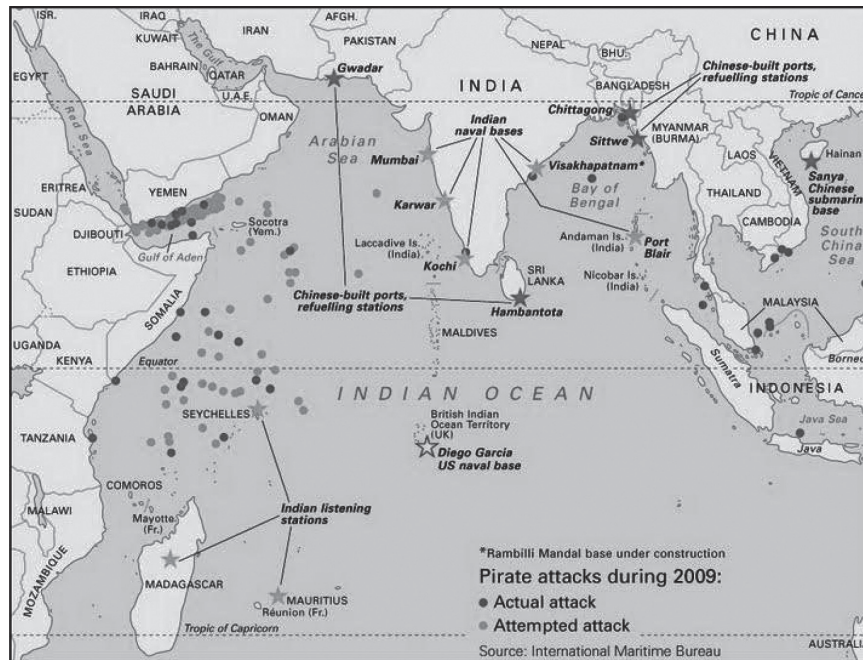 ISR.
IRAQ
IRAN
AFGH.
CHINA
KUWAIT
The Gulf
PAKISTAN
NEPAL
BHU.
Chinese-built ports,
refuelling stations
EGYPT
BAHRAIN
QATAR
Gwadar
INDIA
BANGLADESH
SAUDI
ARABIA
U.A.E.
Chittagong
Tropic of Cancer
Red Sea
OMAN
Arabian
Sea
Indian
naval bases
Sittwe
MYANMAR
(BURMA)
Hainan
Mumbai
Visakhapatnam*
LAOS
VIETNAM
Sanya
Chinese
submarine
base
ERITREA
YEMEN
Bay of
Bengal
THAILAND
SUDAN
Karwar
CAMBODIA
DJIBOUTI
Socotra
(Yem.)
Gulf of Aden
Laccadive Is.
(India)
Andaman Is.
(India)
Port
Blair
South
China
Sea
ETHIOPIA
Kochi
SRI
LANKA
Nicobar Is.
(India)
SOMALIA
Chinese-built ports,
refuelling stations
Hambantota
MALAYSIA
MALDIVES
UGANDA
KENYA
Equator
Sumatra
Borneo
INDIAN OCEAN
INDONESIA
SEYCHELLES
British Indian
Ocean Territory
(UK)
TANZANIA
Diego Garcia
US naval base
Java Sea
Java
COMOROS
MALAWI
Mayotte
(Fr.)
Indian listening
stations
MOZAMBIQUE
MADAGASCAR
MAURITIUS
Réunion (Fr.)
Tropic of Capricorn
*Rambilli Mandal base under construction
Pirate attacks during 2009:
Actual attack
Attempted attack
Source: International Maritime Bureau
AUSTRALI